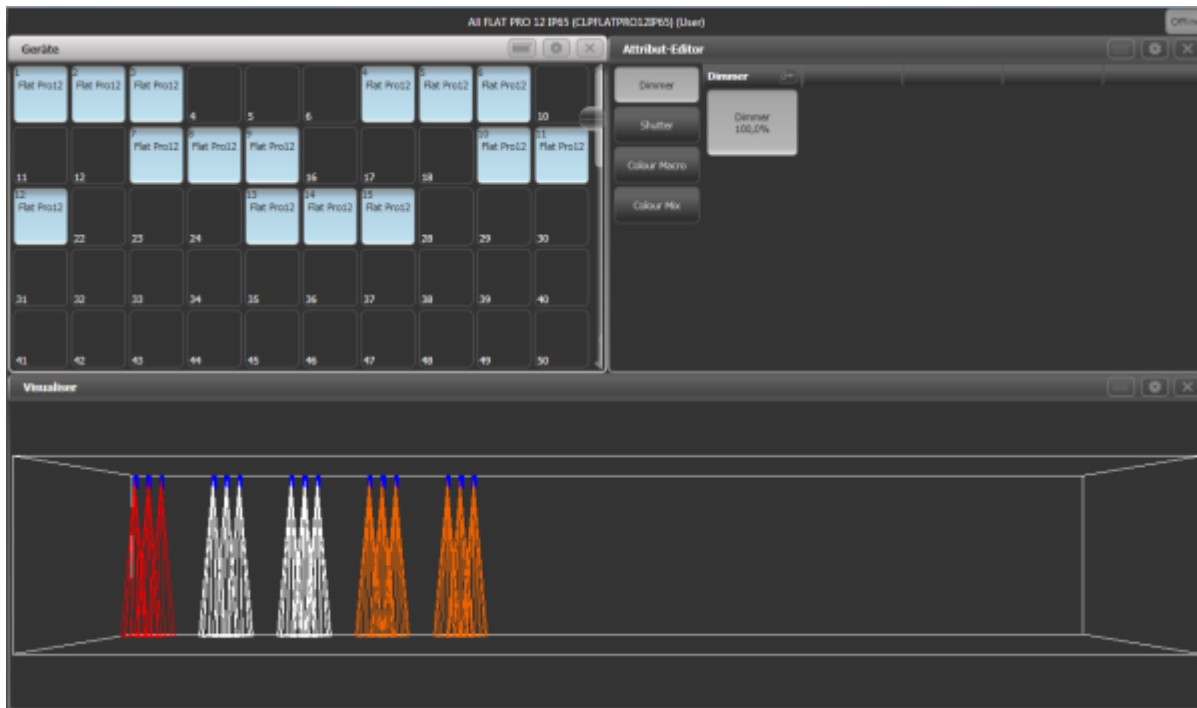 All FLAT PRO 12 IP65 (CLPFLATPRO12IP65) (User)
Geräte
1 2 3 4 5 6
Flat Pro12 Flat Pro12 Flat Pro12 Flat Pro12 Flat Pro12 Flat Pro12
4 5 6 10
7 8 9 10 11
Flat Pro12 Flat Pro12 Flat Pro12 Flat Pro12 Flat Pro12
11 12 16 17 18
12 13 14 15
Flat Pro12 Flat Pro12 Flat Pro12 Flat Pro12
22 23 24 28 29 30
31 32 33 34 35 36 37 38 39 40
41 42 43 44 45 46 47 48 49 50
Attribut-Editor
Dimmer
Shutter
Colour Macro
Colour Mix
Dimmer
Dimmer
100,0%
Visualiser